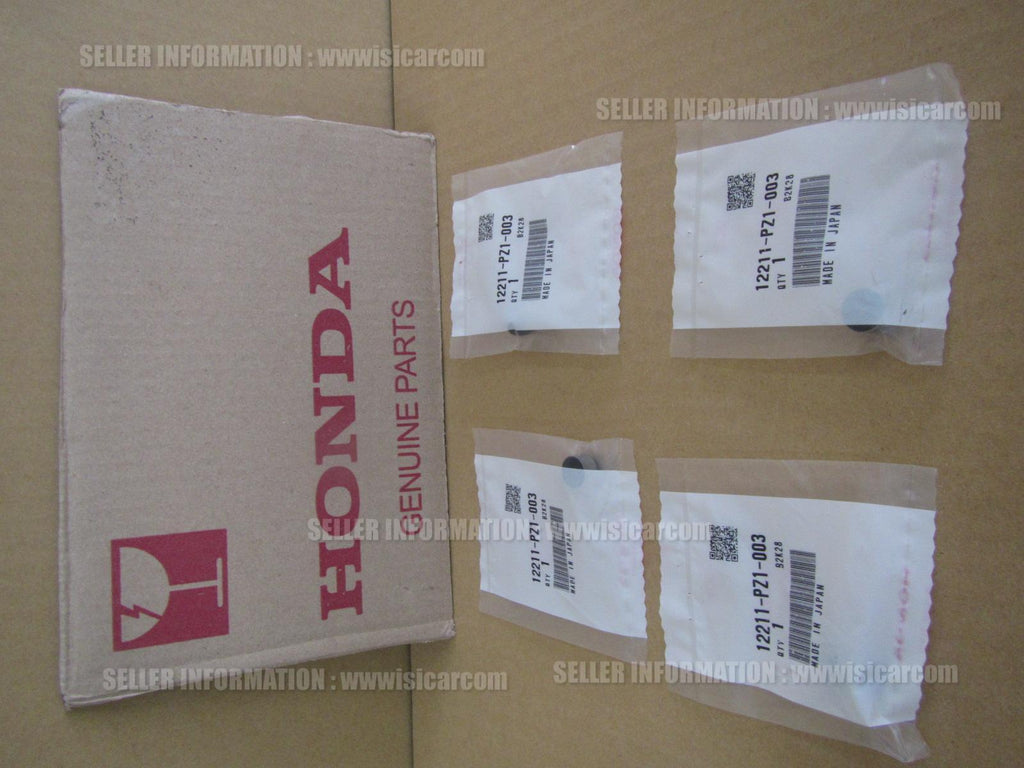 SELLER INFORMATION : wwwisicarcom
SELLER INFORMATION : wwwisicarcom
HONDA
GENUINE PARTS
12211-PZ1-003
B2K28
QTY 1
MADE IN JAPAN
12211-PZ1-003
B2K28
QTY 1
MADE IN JAPAN
SELLER INFORMATION : wwwisicarcom
12211-PZ1-003
B2K28
QTY 1
MADE IN JAPAN
12211-PZ1-003
B2K28
QTY 1
MADE IN JAPAN
SELLER INFORMATION : wwwisicarcom
SELLER INFORMATION : wwwisicarcom